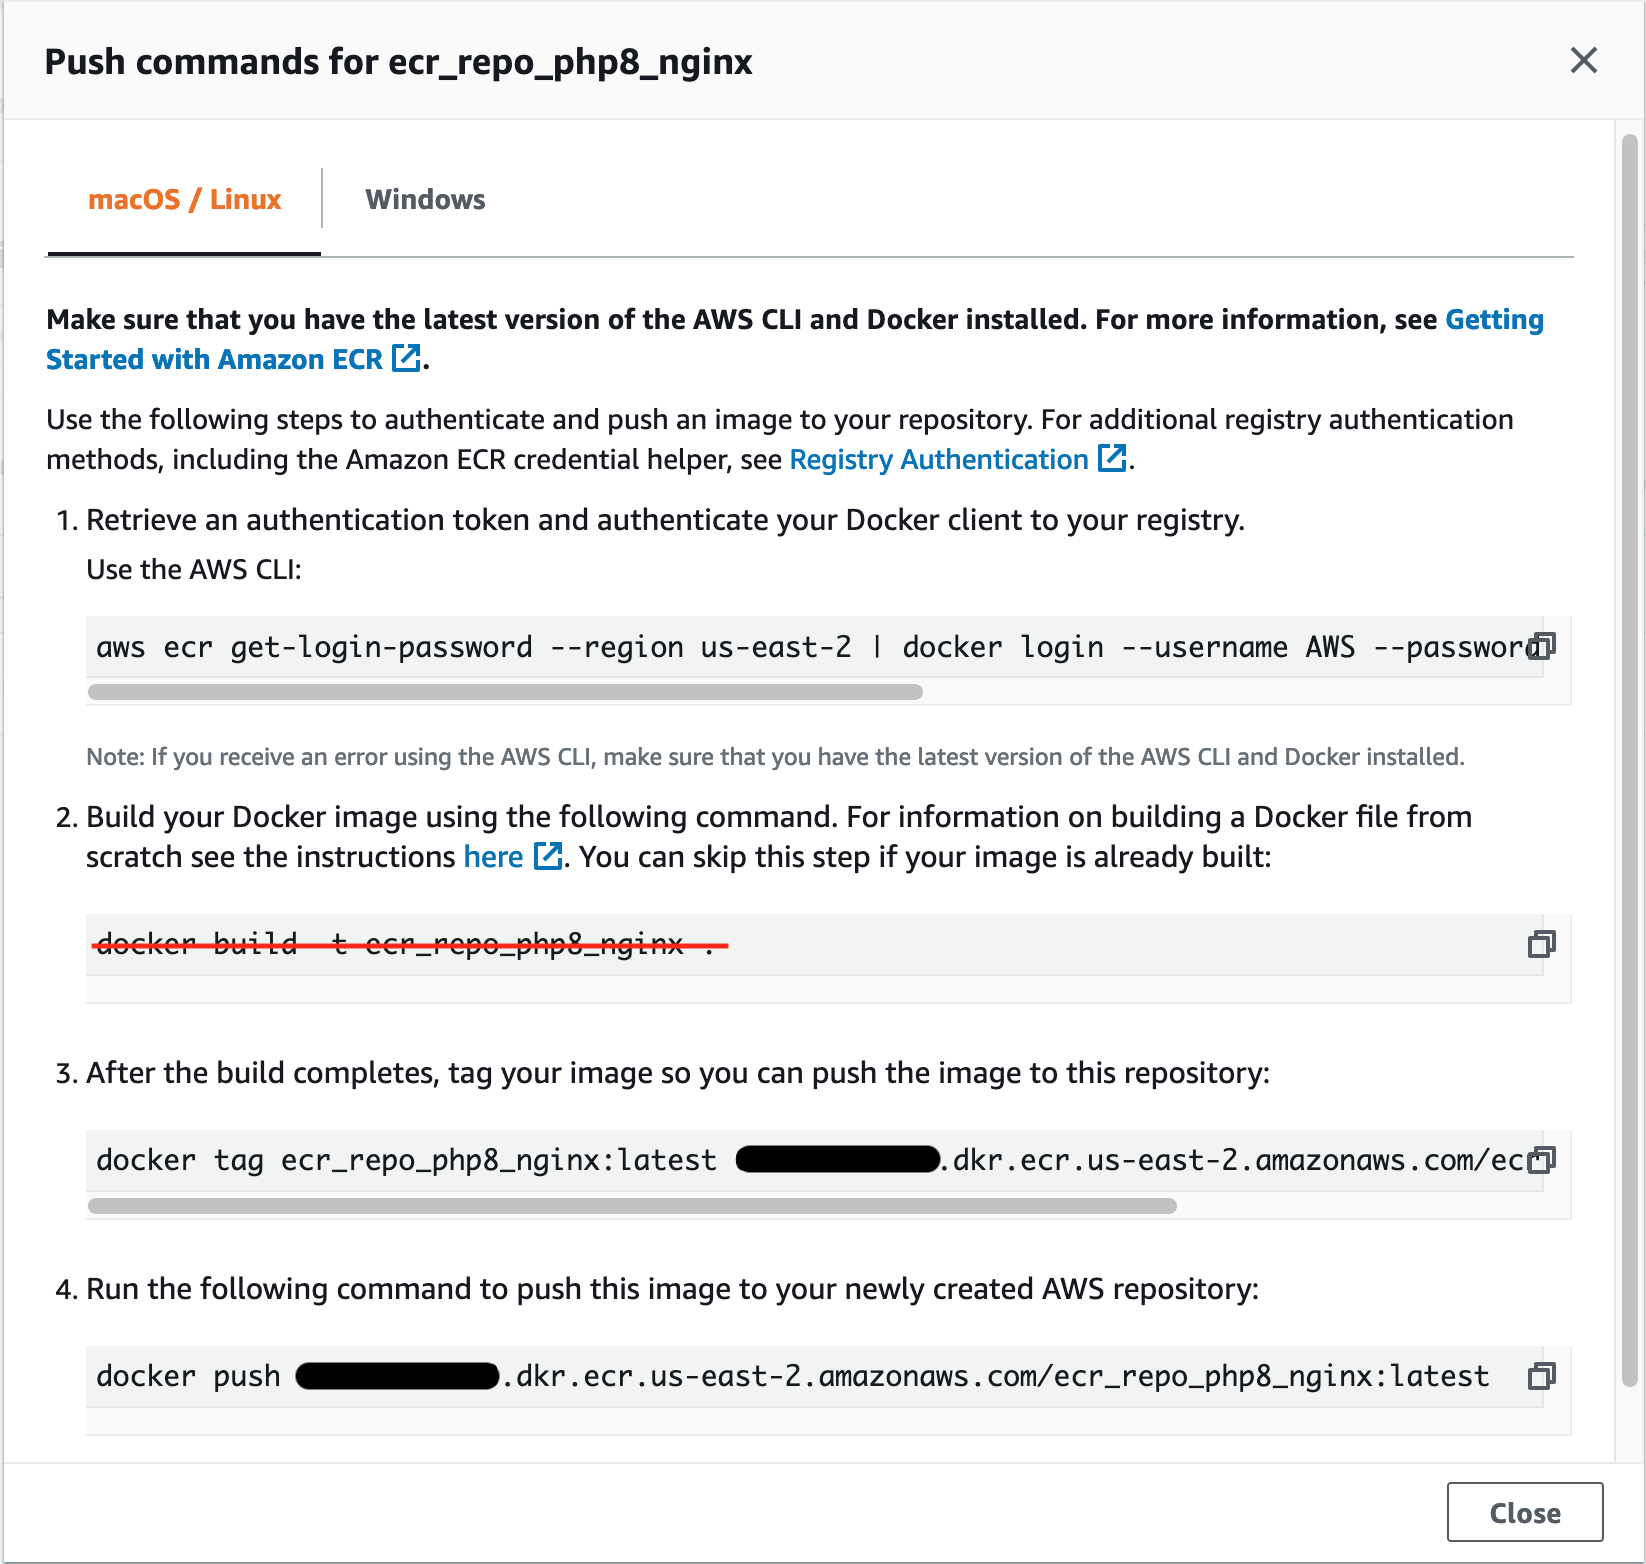 Push commands for ecr_repo_php8_nginx
macOS / Linux
Windows
Make sure that you have the latest version of the AWS CLI and Docker installed. For more information, see Getting
Started with Amazon ECR.
Use the following steps to authenticate and push an image to your repository. For additional registry authentication
methods, including the Amazon ECR credential helper, see Registry Authentication.
1. Retrieve an authentication token and authenticate your Docker client to your registry.
Use the AWS CLI:
aws ecr get-login-password --region us-east-2 | docker login --username AWS --password
Note: If you receive an error using the AWS CLI, make sure that you have the latest version of the AWS CLI and Docker installed.
2. Build your Docker image using the following command. For information on building a Docker file from
scratch see the instructions here. You can skip this step if your image is already built:
docker build -t ecr_repo_php8_nginx .
3. After the build completes, tag your image so you can push the image to this repository:
docker tag ecr_repo_php8_nginx:latest .dkr.ecr.us-east-2.amazonaws.com/ecr
4. Run the following command to push this image to your newly created AWS repository:
docker push .dkr.ecr.us-east-2.amazonaws.com/ecr_repo_php8_nginx:latest
Close